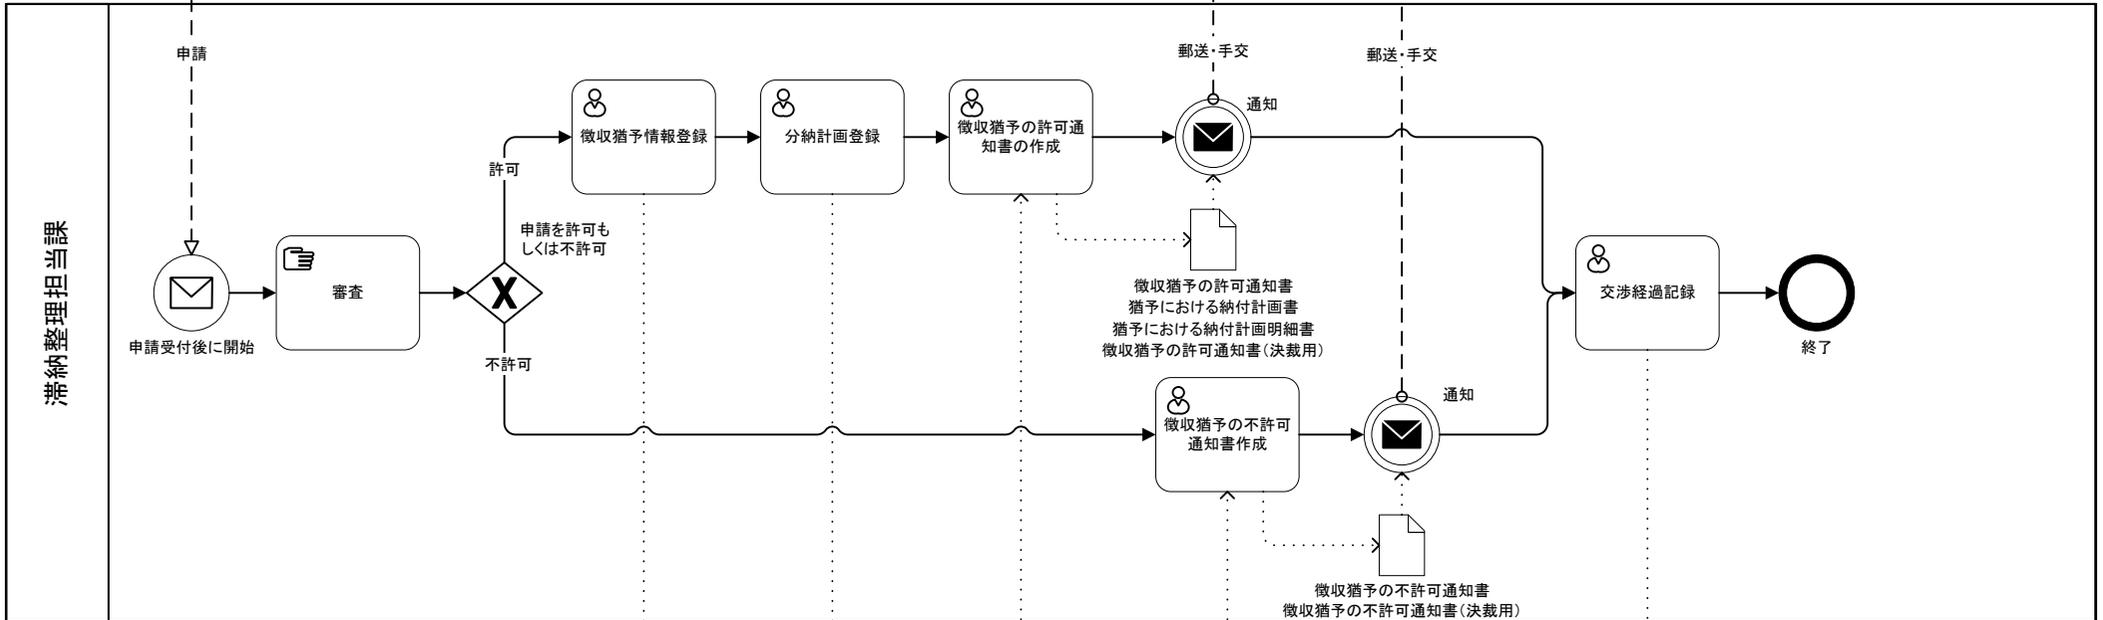 滞納整理担当課
申請
申請受付後に開始
審査
申請を許可も
しくは不許可
許可
不許可
徴収猶予情報登録
分納計画登録
徴収猶予の許可通
知書の作成
郵送・手交
通知
徴収猶予の許可通知書
猶予における納付計画書
猶予における納付計画明細書
徴収猶予の許可通知書（決裁用）
徴収猶予の不許可
通知書作成
郵送・手交
通知
徴収猶予の不許可通知書
徴収猶予の不許可通知書（決裁用）
交渉経過記録
終了